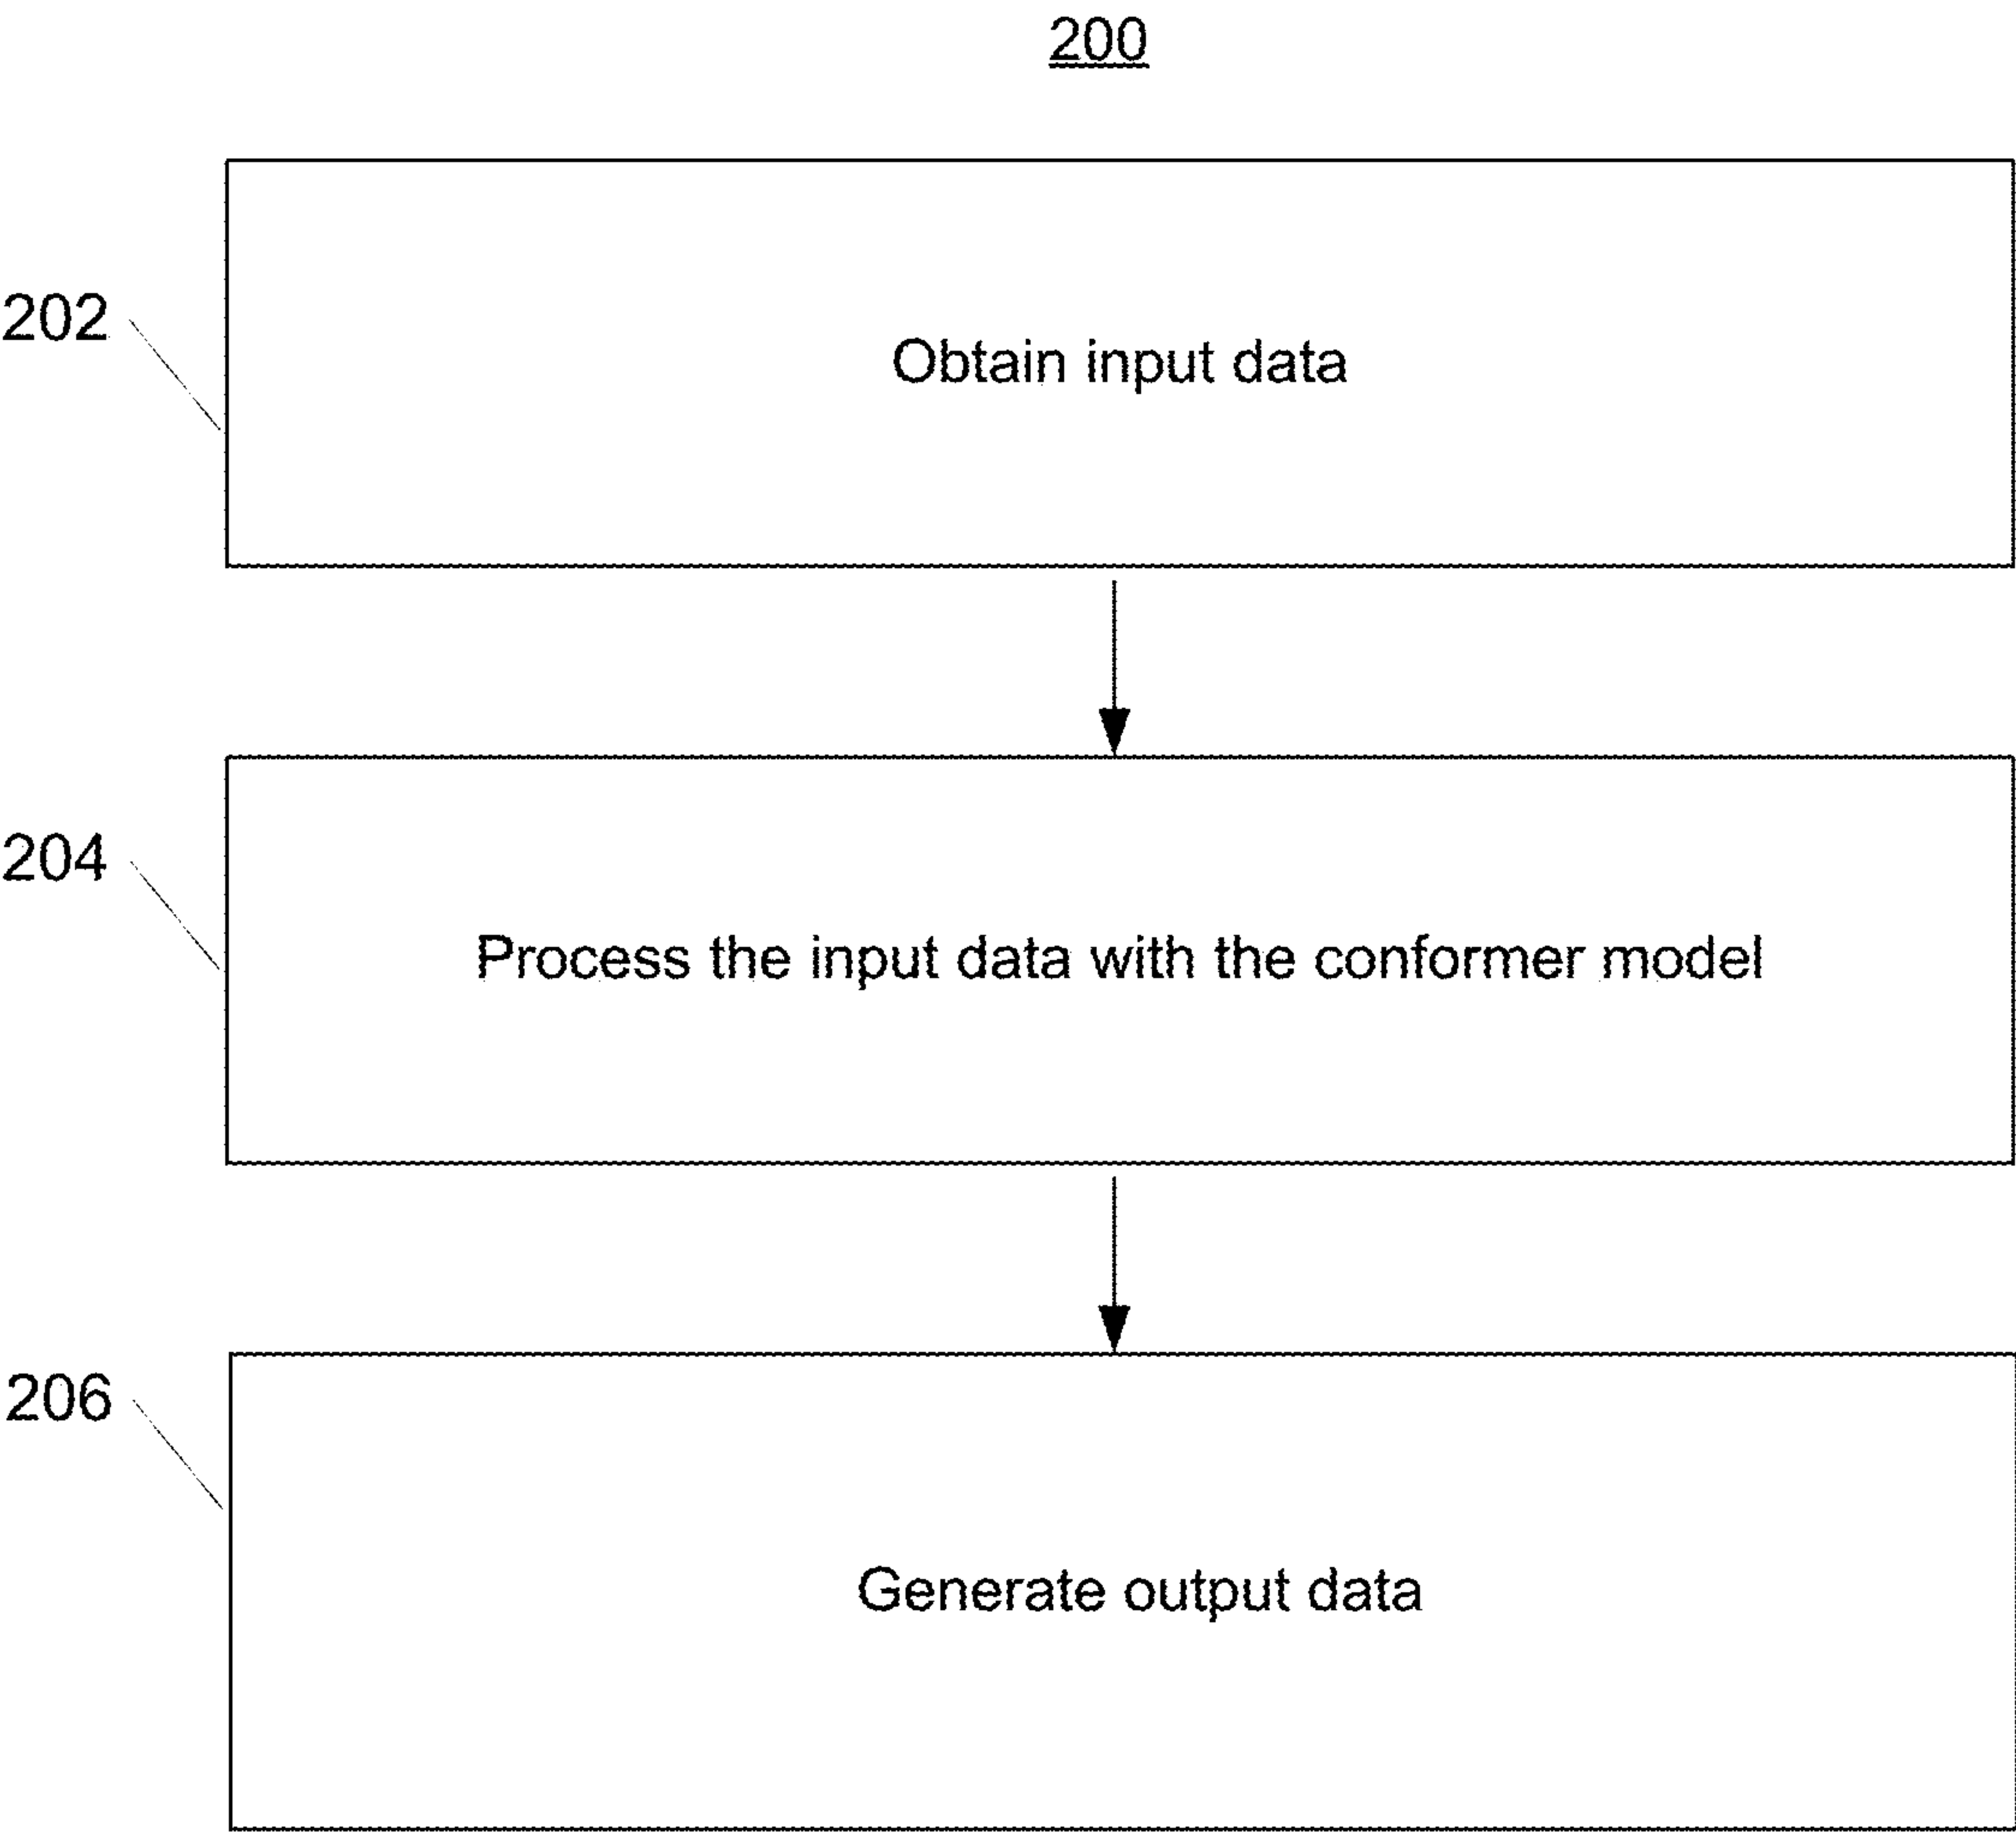 200
202
Obtain input data
204
Process the input data with the conformer model
206
Generate output data